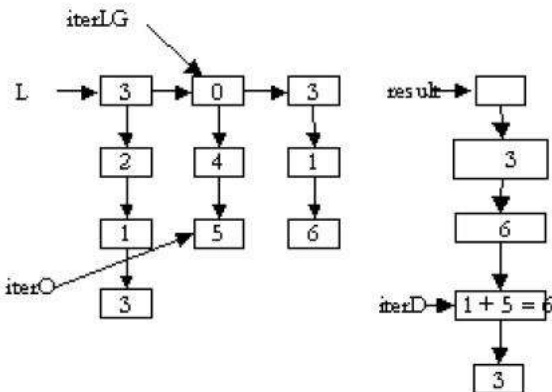 iterLG
L 3 0 3 result
2 4 1 3
1 5 6 6
iterO 3 iterD 1 + 5 = 6
3